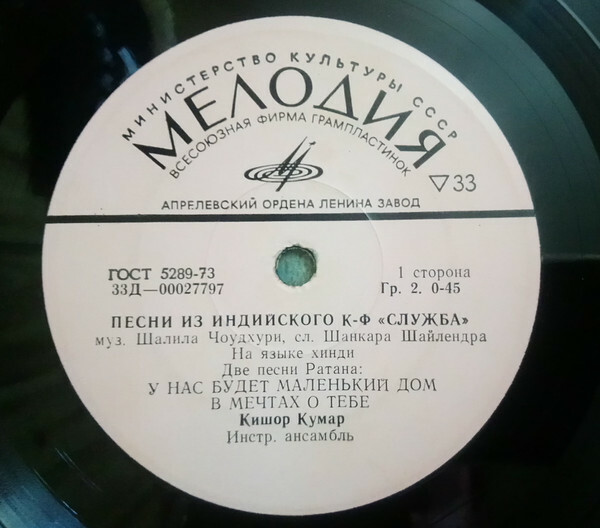 МИНИСТЕРСТВО КУЛЬТУРЫ СССР
МЕЛОДИЯ
ВСЕСОЮЗНАЯ ФИРМА ГРАМПЛАСТИНОК
▽33
АПРЕЛЕВСКИЙ ОРДЕНА ЛЕНИНА ЗАВОД
ГОСТ 5289-73
33Д—00027797
1 сторона
Гр. 2. 0-45
ПЕСНИ ИЗ ИНДИЙСКОГО К-Ф «СЛУЖБА»
муз. Шалила Чоудхури, сл. Шанкара Шайлендра
На языке хинди
Две песни Ратана:
У НАС БУДЕТ МАЛЕНЬКИЙ ДОМ
В МЕЧТАХ О ТЕБЕ
Кишор Кумар
Инстр. ансамбль